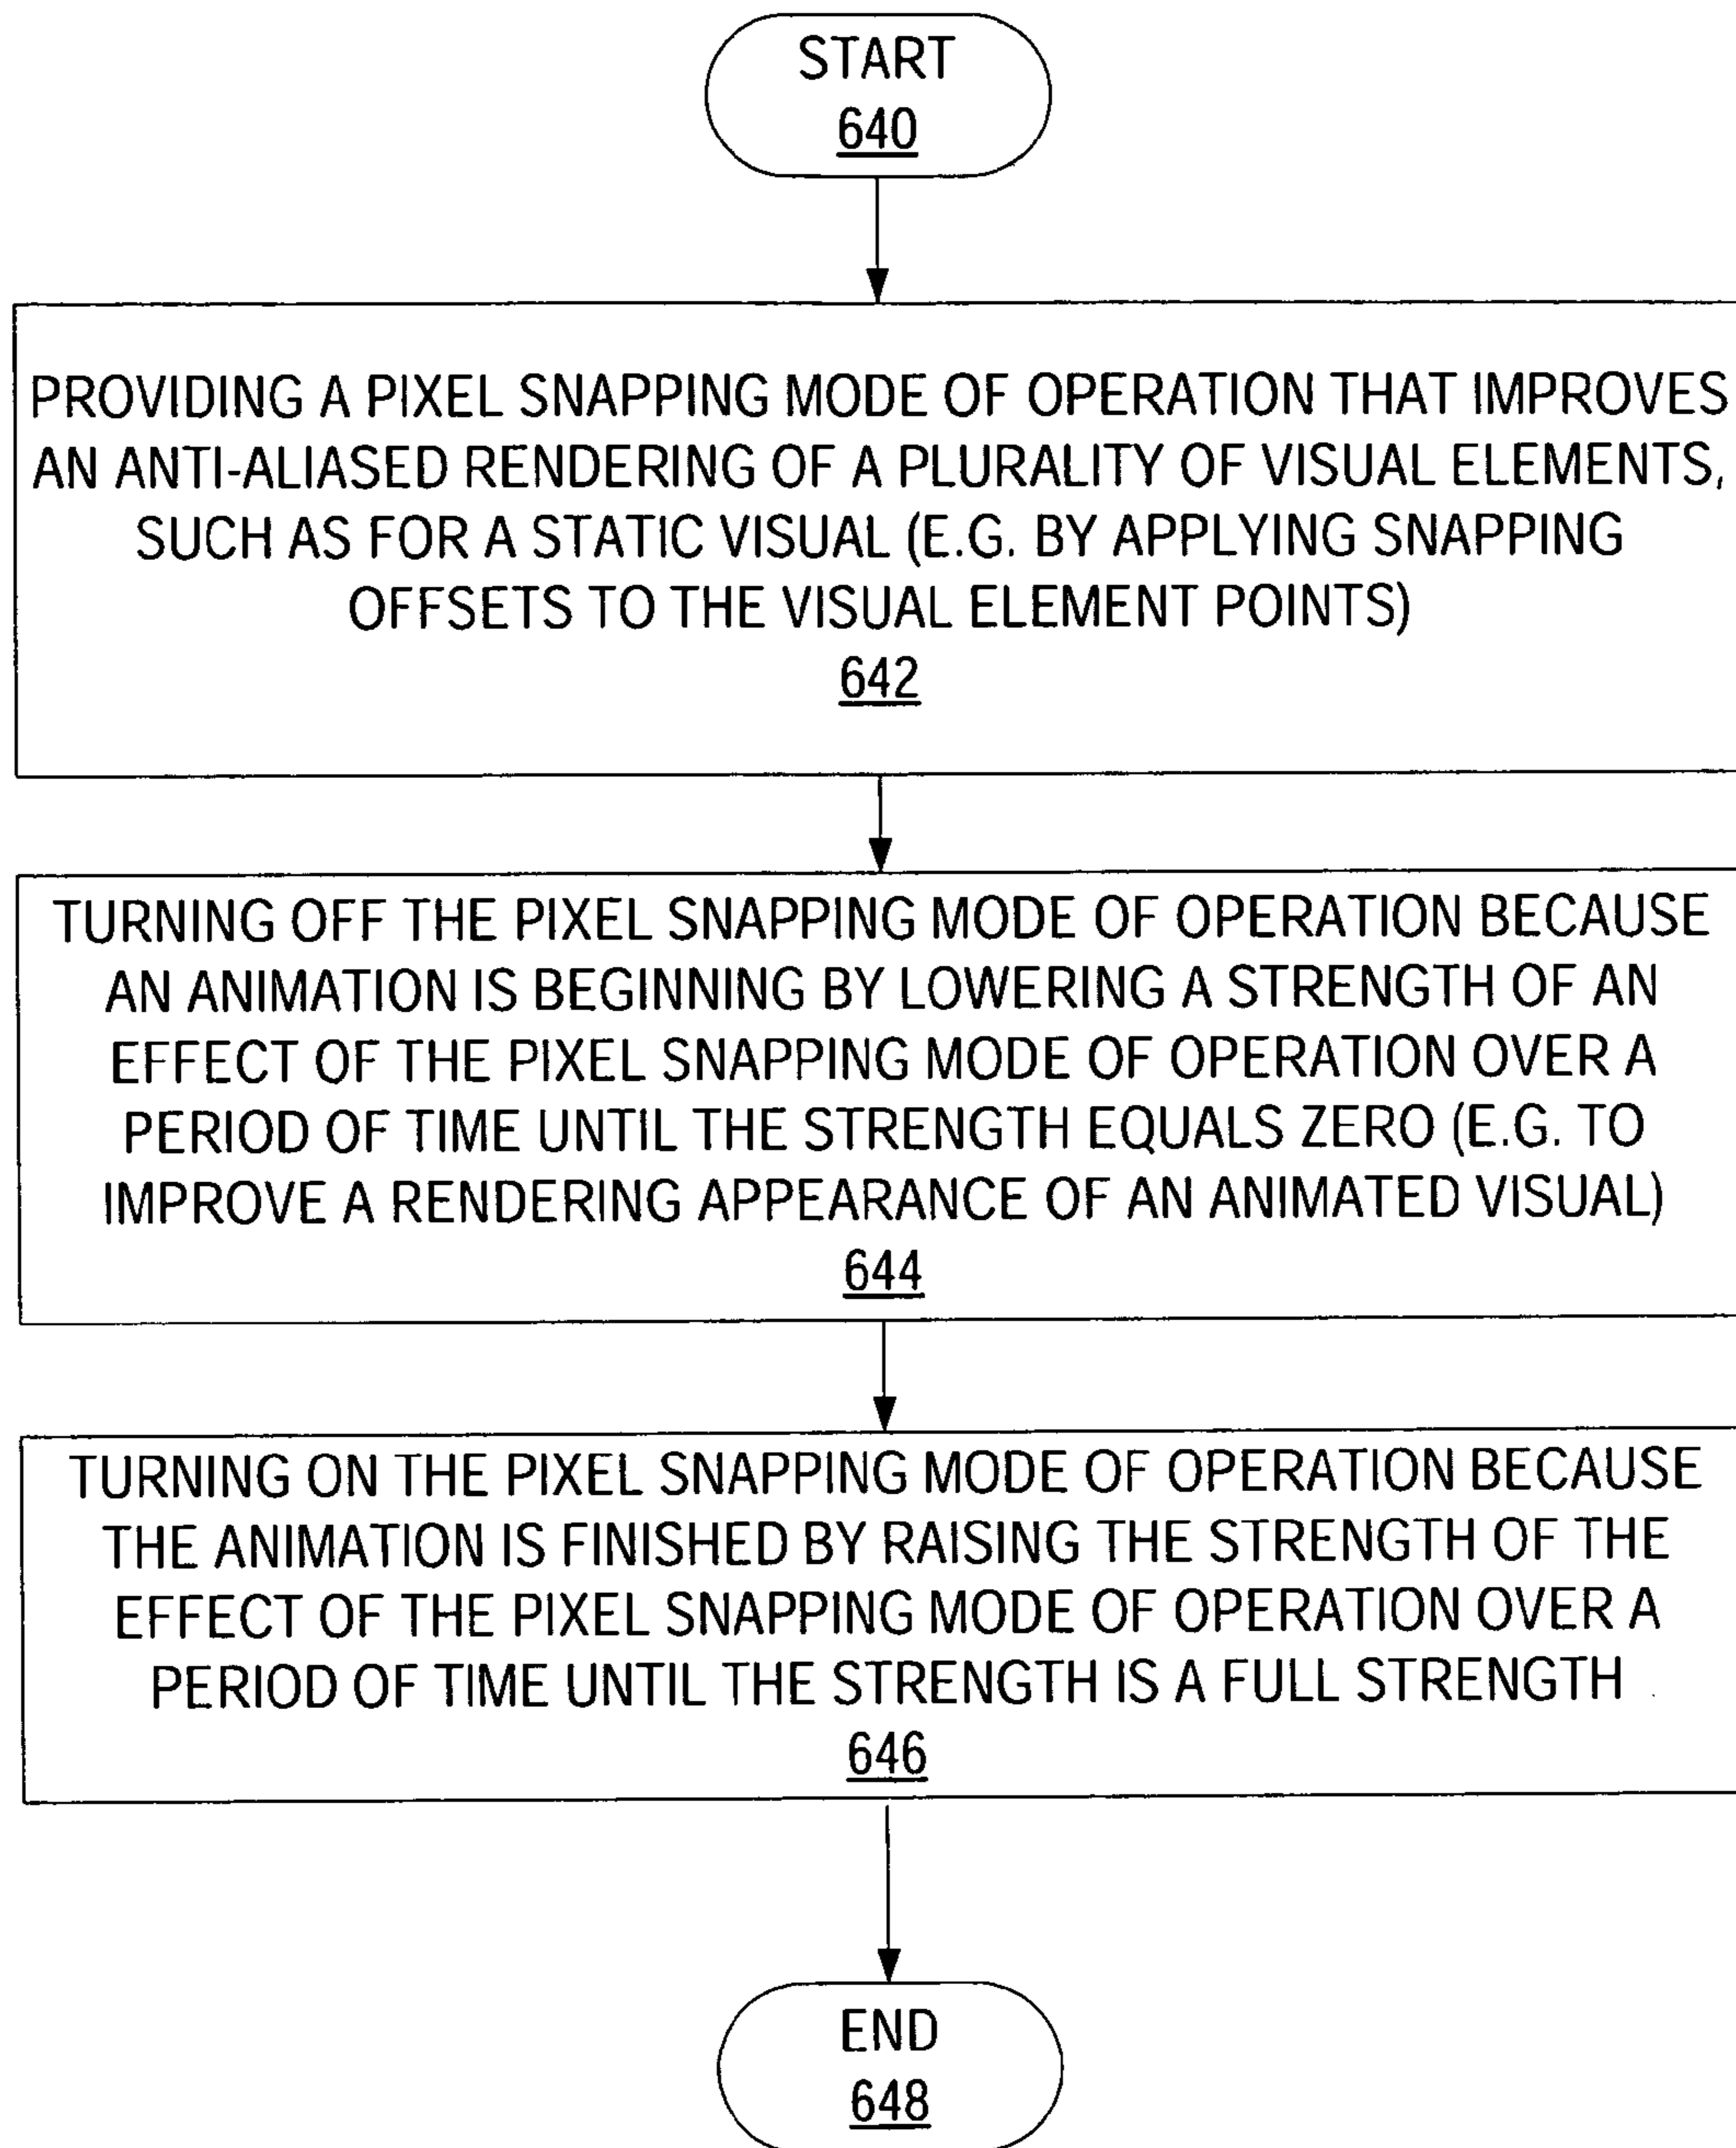 START
640
PROVIDING A PIXEL SNAPPING MODE OF OPERATION THAT IMPROVES
AN ANTI-ALIASED RENDERING OF A PLURALITY OF VISUAL ELEMENTS,
SUCH AS FOR A STATIC VISUAL (E.G. BY APPLYING SNAPPING
OFFSETS TO THE VISUAL ELEMENT POINTS)
642
TURNING OFF THE PIXEL SNAPPING MODE OF OPERATION BECAUSE
AN ANIMATION IS BEGINNING BY LOWERING A STRENGTH OF AN
EFFECT OF THE PIXEL SNAPPING MODE OF OPERATION OVER A
PERIOD OF TIME UNTIL THE STRENGTH EQUALS ZERO (E.G. TO
IMPROVE A RENDERING APPEARANCE OF AN ANIMATED VISUAL)
644
TURNING ON THE PIXEL SNAPPING MODE OF OPERATION BECAUSE
THE ANIMATION IS FINISHED BY RAISING THE STRENGTH OF THE
EFFECT OF THE PIXEL SNAPPING MODE OF OPERATION OVER A
PERIOD OF TIME UNTIL THE STRENGTH IS A FULL STRENGTH
646
END
648